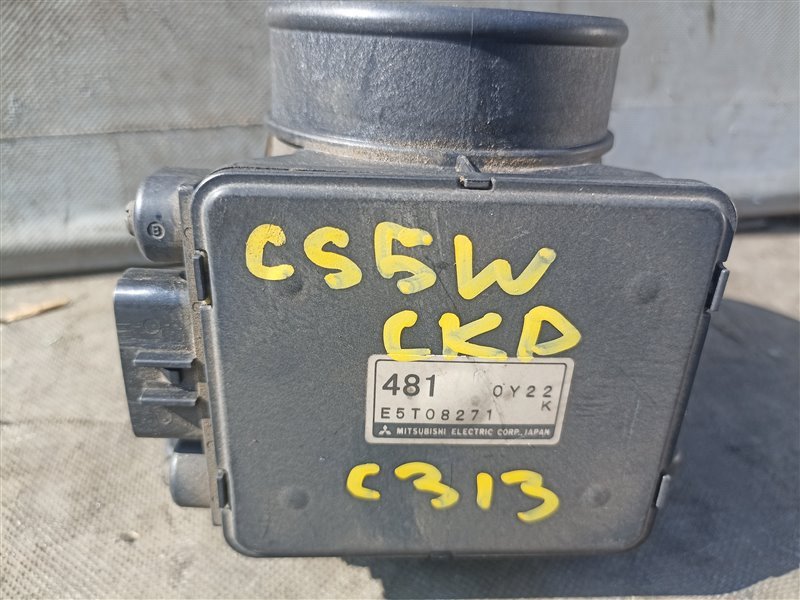 CS5W
CKD
481 0Y22
E5T08271 K
MITSUBISHI ELECTRIC CORP., JAPAN
C313
B